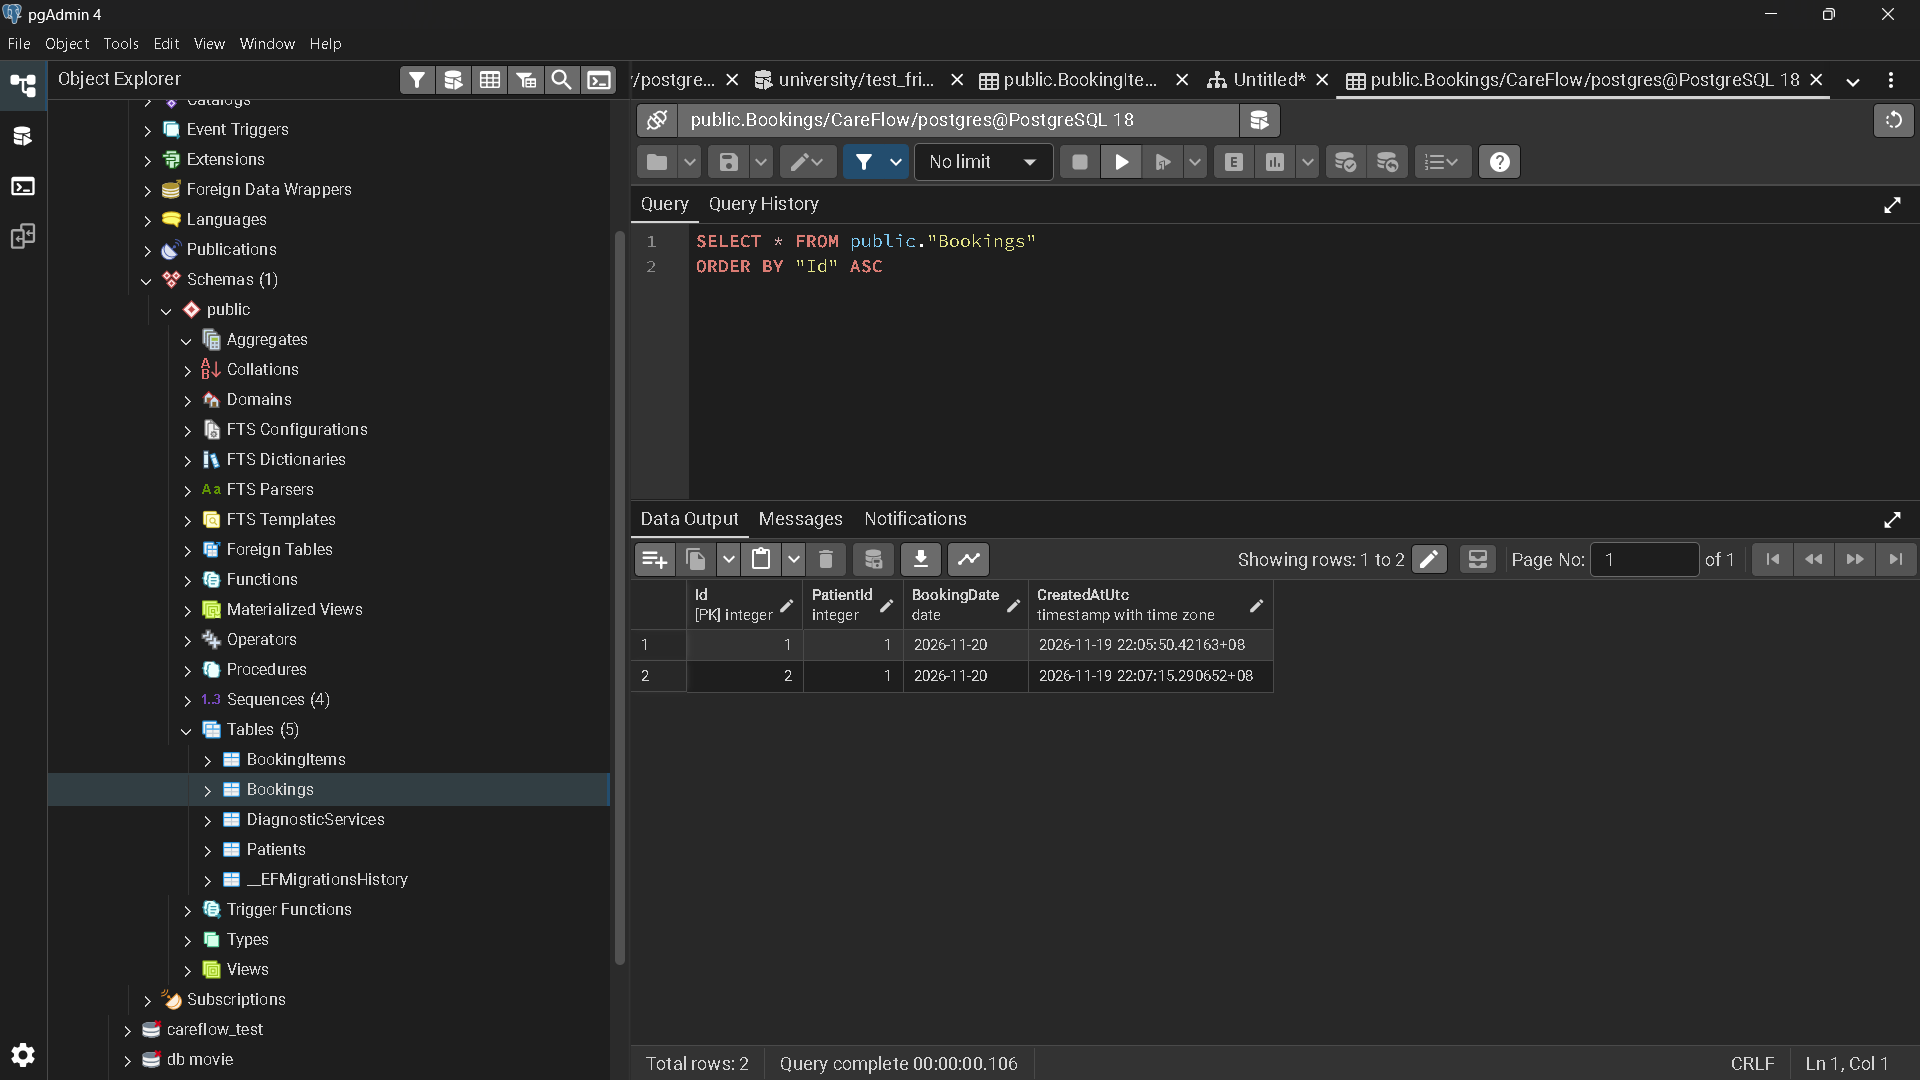 pgAdmin 4
File Object Tools Edit View Window Help
Object Explorer
/postgre...
university/test_fri...
public.BookingIte...
Untitled*
public.Bookings/CareFlow/postgres@PostgreSQL 18
public.Bookings/CareFlow/postgres@PostgreSQL 18
No limit
E
Query Query History
1 SELECT * FROM public."Bookings"
2 ORDER BY "Id" ASC
Catalogs
Event Triggers
Extensions
Foreign Data Wrappers
Languages
Publications
Schemas (1)
public
Aggregates
Collations
Domains
FTS Configurations
FTS Dictionaries
Aa FTS Parsers
FTS Templates
Foreign Tables
Functions
Materialized Views
Operators
Procedures
1..3 Sequences (4)
Tables (5)
BookingItems
Bookings
DiagnosticServices
Patients
__EFMigrationsHistory
Trigger Functions
Types
Views
Subscriptions
careflow_test
db movie
Data Output Messages Notifications
Showing rows: 1 to 2 Page No: 1 of 1
Id PatientId BookingDate CreatedAtUtc
[PK] integer integer date timestamp with time zone
1 1 1 2026-11-20 2026-11-19 22:05:50.42163+08
2 2 1 2026-11-20 2026-11-19 22:07:15.290652+08
Total rows: 2 Query complete 00:00:00.106 CRLF Ln 1, Col 1